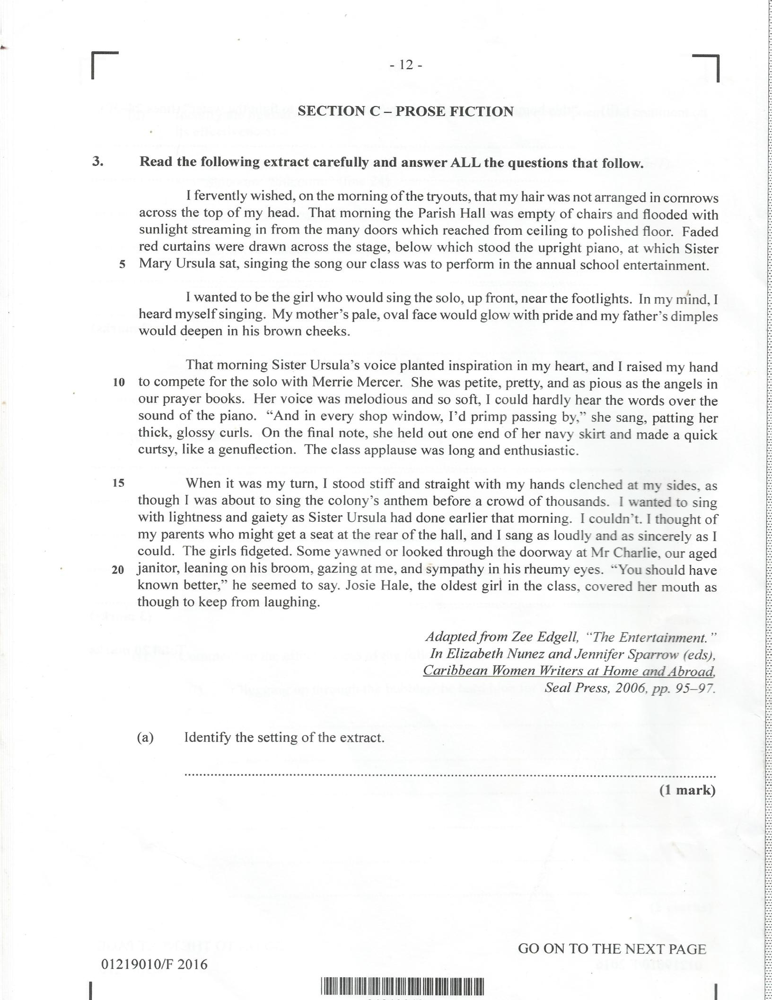 - 12 -
SECTION C – PROSE FICTION
3. Read the following extract carefully and answer ALL the questions that follow.
I fervently wished, on the morning of the tryouts, that my hair was not arranged in cornrows
across the top of my head. That morning the Parish Hall was empty of chairs and flooded with
sunlight streaming in from the many doors which reached from ceiling to polished floor. Faded
red curtains were drawn across the stage, below which stood the upright piano, at which Sister
5 Mary Ursula sat, singing the song our class was to perform in the annual school entertainment.
I wanted to be the girl who would sing the solo, up front, near the footlights. In my mind, I
heard myself singing. My mother's pale, oval face would glow with pride and my father's dimples
would deepen in his brown cheeks.
That morning Sister Ursula's voice planted inspiration in my heart, and I raised my hand
10 to compete for the solo with Merrie Mercer. She was petite, pretty, and as pious as the angels in
our prayer books. Her voice was melodious and so soft, I could hardly hear the words over the
sound of the piano. “And in every shop window, I'd primp passing by,” she sang, patting her
thick, glossy curls. On the final note, she held out one end of her navy skirt and made a quick
curtsy, like a genuflection. The class applause was long and enthusiastic.
15 When it was my turn, I stood stiff and straight with my hands clenched at my sides, as
though I was about to sing the colony's anthem before a crowd of thousands. I wanted to sing
with lightness and gaiety as Sister Ursula had done earlier that morning. I couldn't. I thought of
my parents who might get a seat at the rear of the hall, and I sang as loudly and as sincerely as I
could. The girls fidgeted. Some yawned or looked through the doorway at Mr Charlie, our aged
20 janitor, leaning on his broom, gazing at me, and sympathy in his rheumy eyes. “You should have
known better,” he seemed to say. Josie Hale, the oldest girl in the class, covered her mouth as
though to keep from laughing.
Adapted from Zee Edgell, “The Entertainment.”
In Elizabeth Nunez and Jennifer Sparrow (eds),
Caribbean Women Writers at Home and Abroad.
Seal Press, 2006, pp. 95–97.
(a) Identify the setting of the extract.
(1 mark)
GO ON TO THE NEXT PAGE
01219010/F 2016